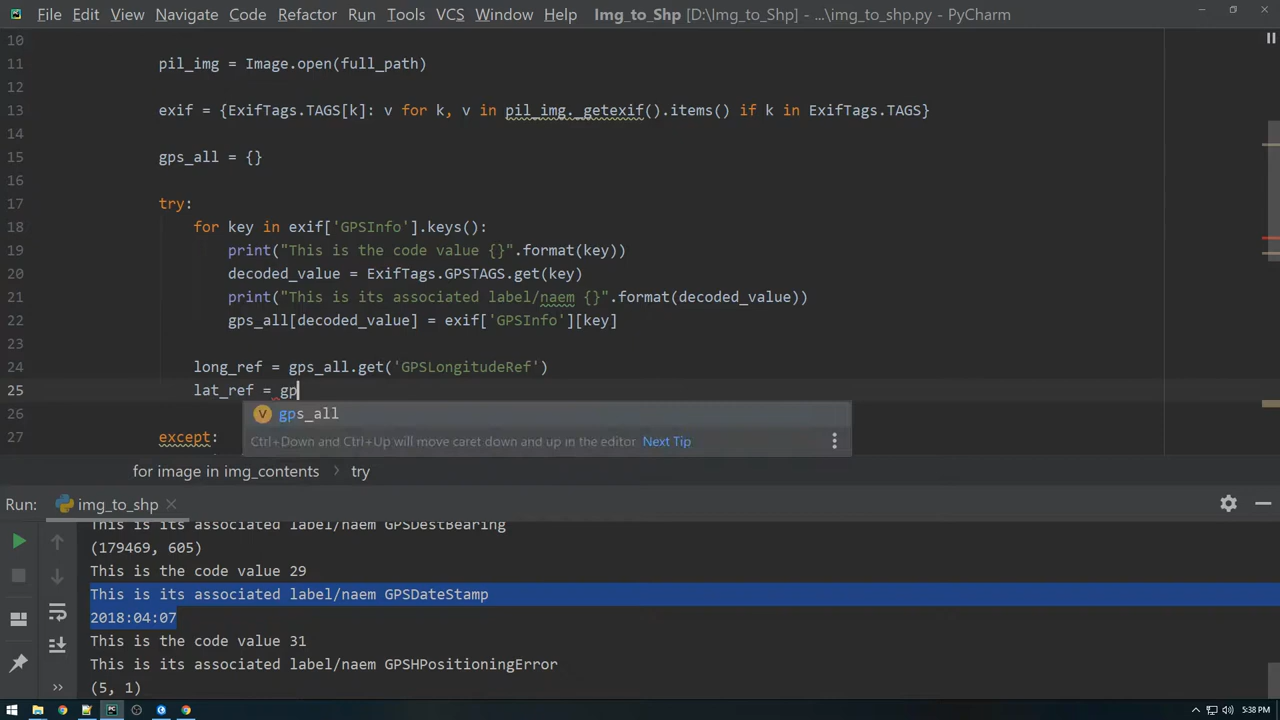 File Edit View Navigate Code Refactor Run Tools VCS Window Help Img_to_Shp [D:\Img_to_Shp] - ...\img_to_shp.py - PyCharm
10
11 pil_img = Image.open(full_path)
12
13 exif = {ExifTags.TAGS[k]: v for k, v in pil_img._getexif().items() if k in ExifTags.TAGS}
14
15 gps_all = {}
16
17 try:
18 for key in exif['GPSInfo'].keys():
19 print("This is the code value {}".format(key))
20 decoded_value = ExifTags.GPSTAGS.get(key)
21 print("This is its associated label/naem {}".format(decoded_value))
22 gps_all[decoded_value] = exif['GPSInfo'][key]
23
24 long_ref = gps_all.get('GPSLongitudeRef')
25 lat_ref = gp
26 gps_all
27 except:
Ctrl+Down and Ctrl+Up will move caret down and up in the editor Next Tip
for image in img_contents › try
Run: img_to_shp
This is its associated label/naem GPSDestBearing
(179469, 605)
This is the code value 29
This is its associated label/naem GPSDateStamp
2018:04:07
This is the code value 31
This is its associated label/naem GPSHPositioningError
(5, 1)
5:38 PM